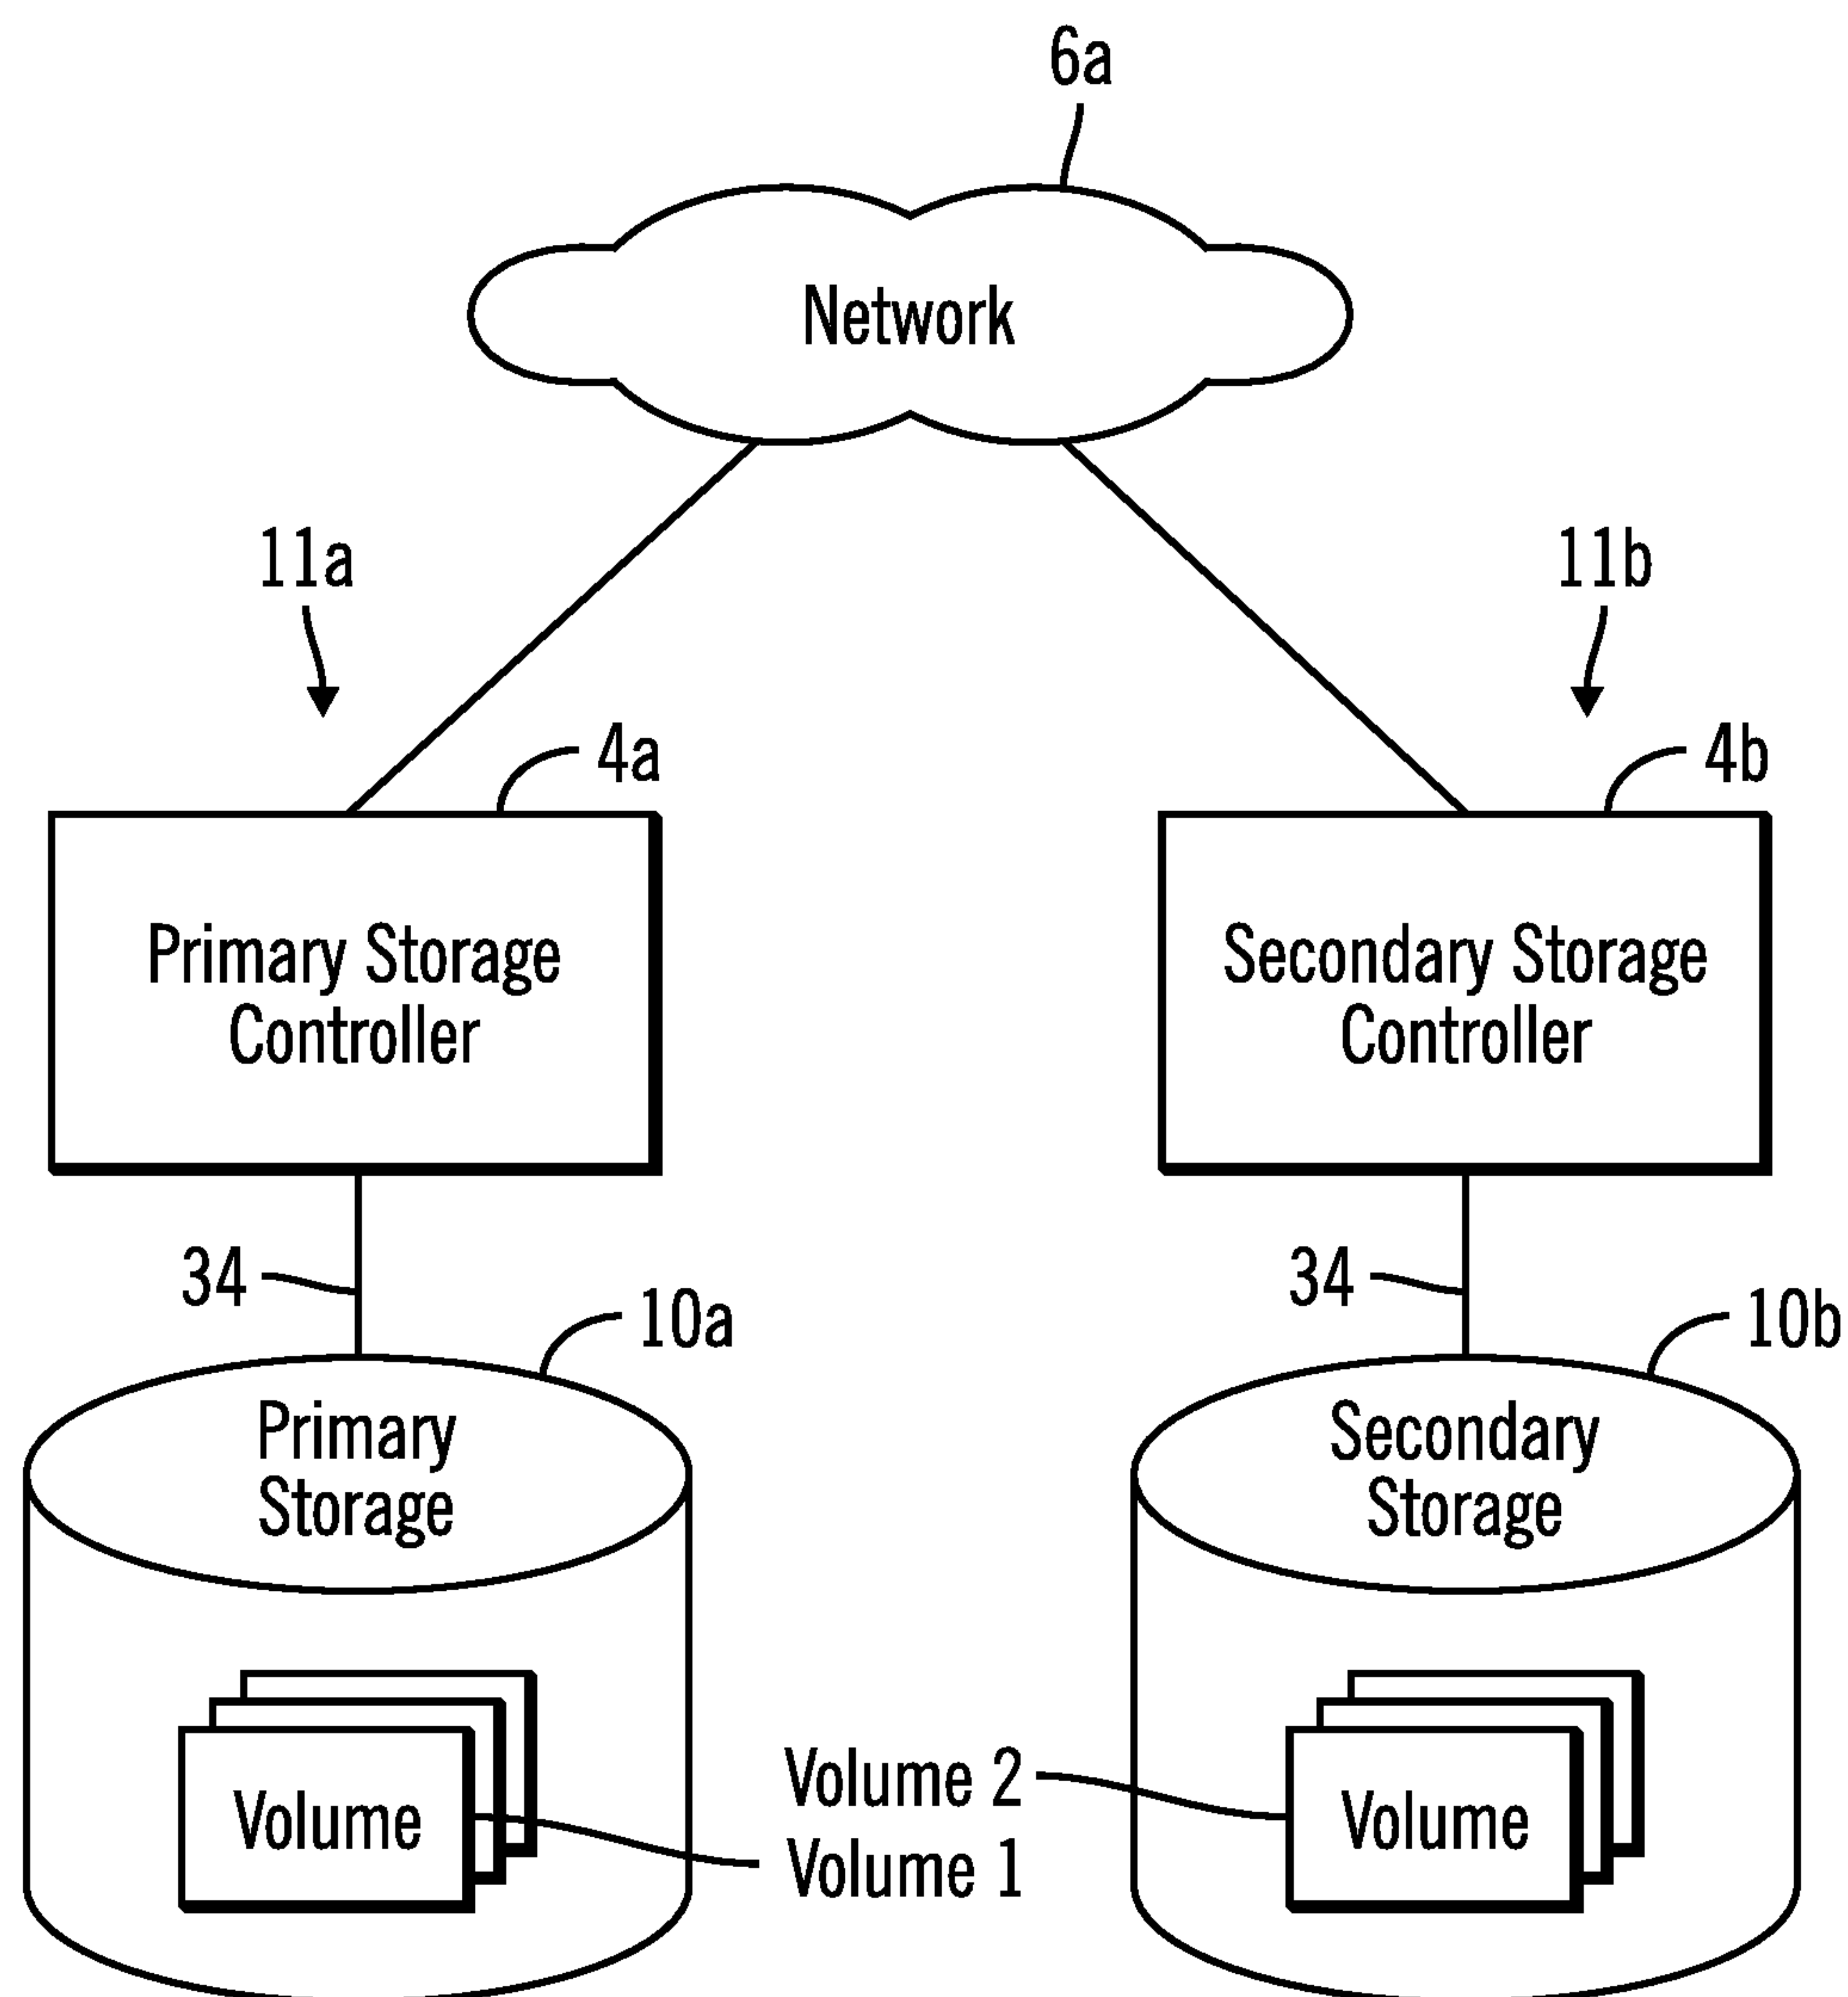 6a
Network
11a
11b
4a
4b
Primary Storage
Controller
Secondary Storage
Controller
34
34
10a
10b
Primary
Storage
Secondary
Storage
Volume 2
Volume
Volume
Volume 1